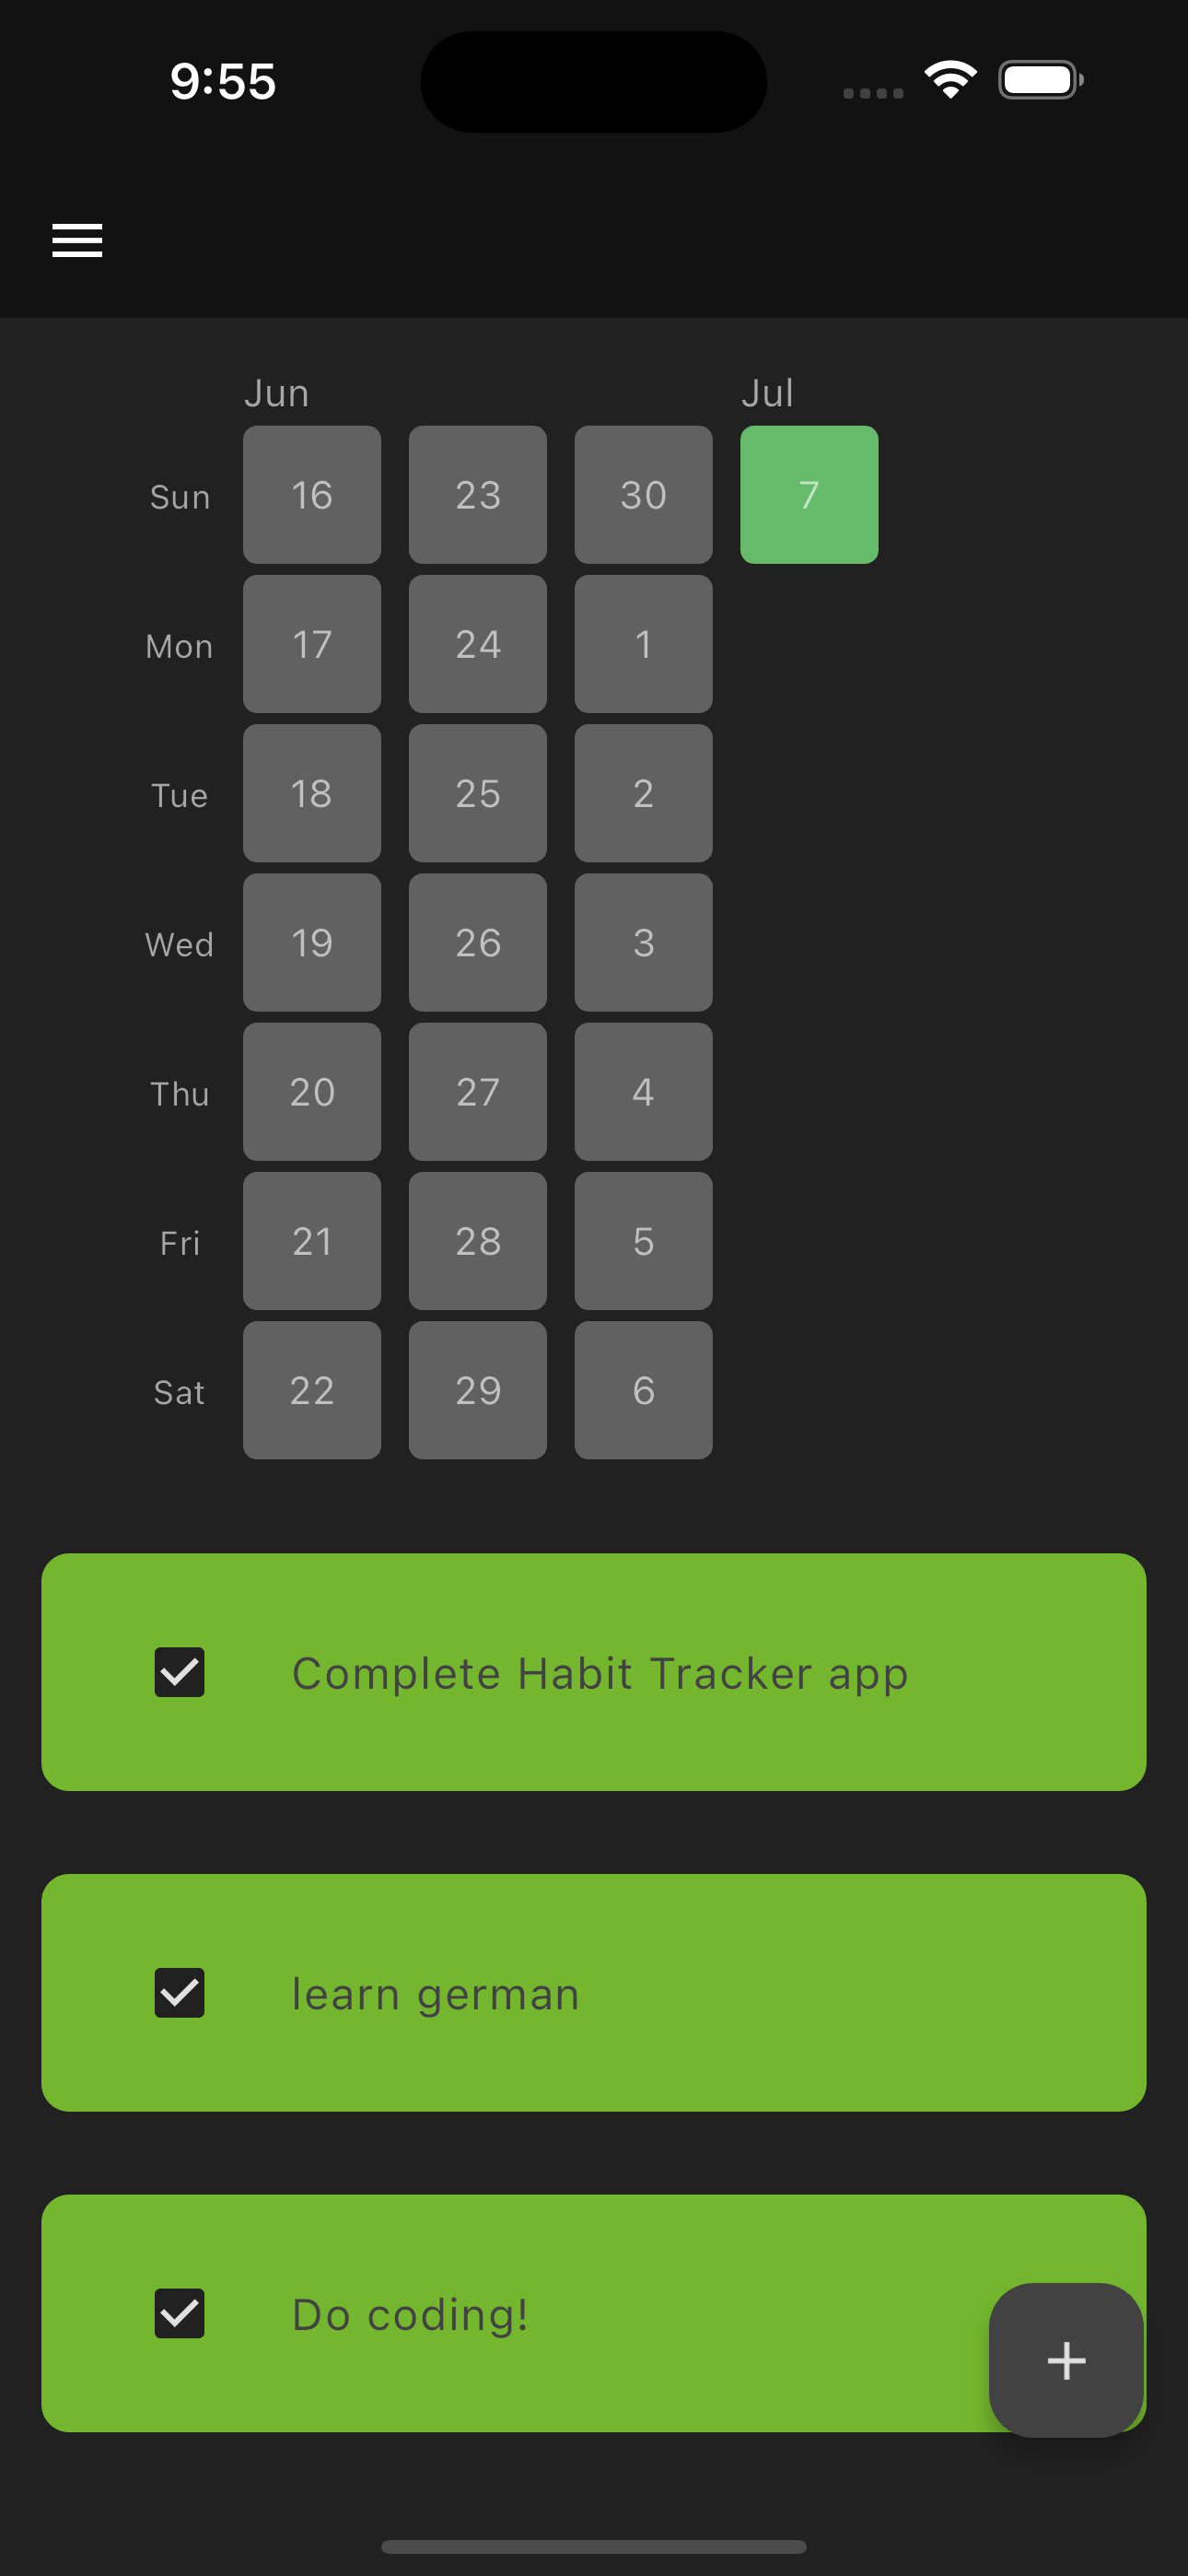 9:55
Jun Jul
Sun 16 23 30 7
Mon 17 24 1
Tue 18 25 2
Wed 19 26 3
Thu 20 27 4
Fri 21 28 5
Sat 22 29 6
Complete Habit Tracker app
learn german
Do coding!